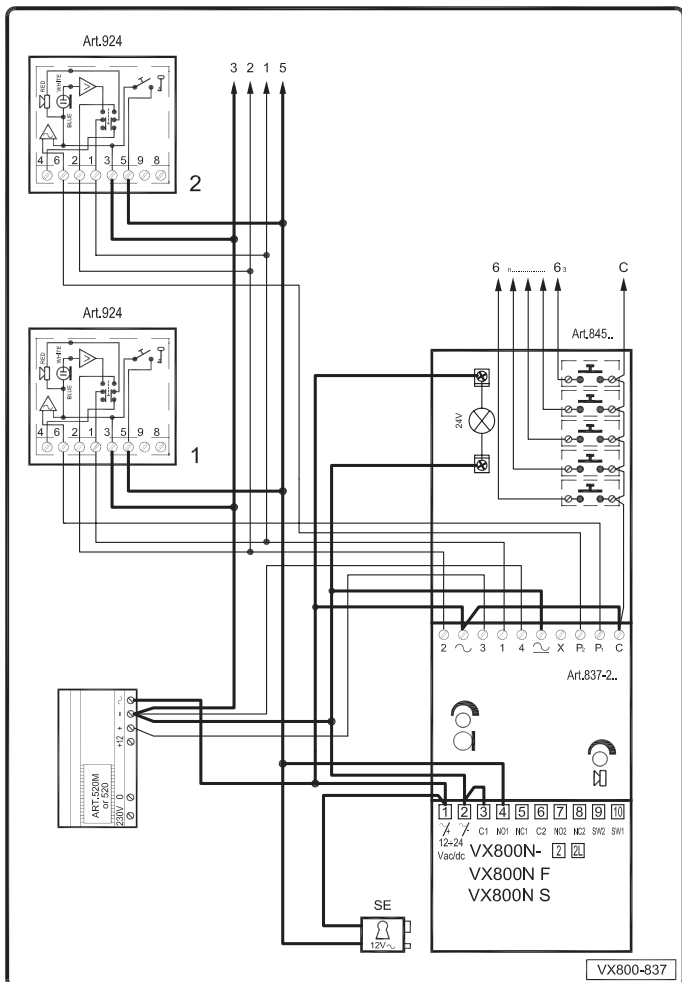 Art.924
RED
WHITE
BLUE
4 6 2 1 3 5 9 8
2
3 2 1 5
Art.924
RED
WHITE
BLUE
4 6 2 1 3 5 9 8
1
6 n............ 6 3 C
Art.845..
24V
2 3 1 4 X P2 P1 C
Art.837-2..
- + +12
ART.520M
or 520
230V 0
1 2 3 4 5 6 7 8 9 10
C1 NO1 NC1 C2 NO2 NC2 SW2 SW1
12÷24
Vac/dc
VX800N- 2 2L
VX800N F
VX800N S
SE
12V~
VX800-837